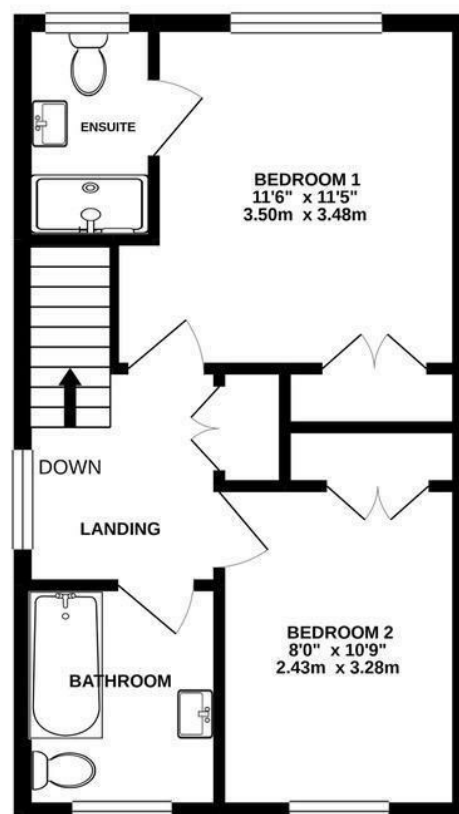 ENSUITE
BEDROOM 1
11'6" x 11'5"
3.50m x 3.48m
DOWN
LANDING
BEDROOM 2
8'0" x 10'9"
2.43m x 3.28m
BATHROOM